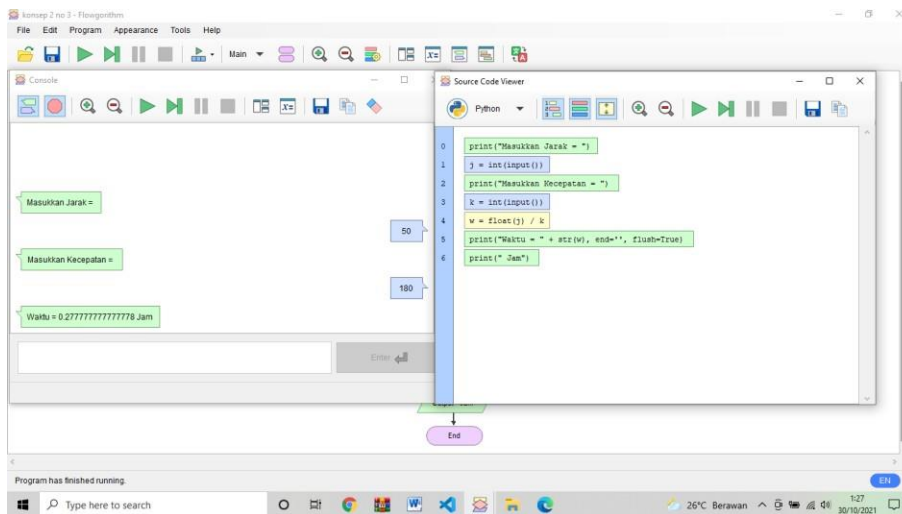 konsep 2 no 3 - Flowgorithm
File Edit Program Appearance Tools Help
Main
Console
Masukkan Jarak =
50
Masukkan Kecepatan =
180
Waktu = 0.277777777777778 Jam
Enter
Source Code Viewer
Python
0 print("Masukkan Jarak = ")
1 j = int(input())
2 print("Masukkan Kecepatan = ")
3 k = int(input())
4 w = float(j) / k
5 print("Waktu = " + str(w), end='', flush=True)
6 print(" Jam")
End
Program has finished running.
EN
Type here to search
26°C Berawan
1:27
30/10/2021